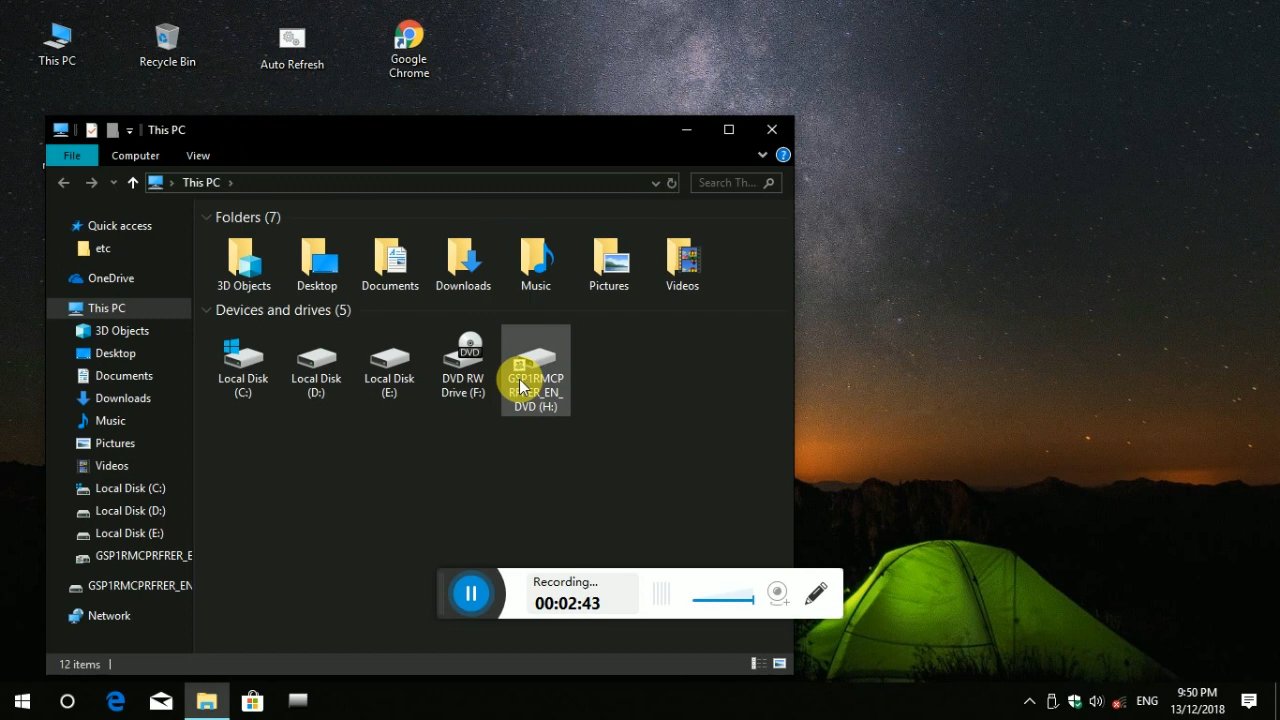 This PC
Recycle Bin
Auto Refresh
Google
Chrome
This PC
File
Computer
View
This PC
Search Th...
Quick access
etc
OneDrive
This PC
3D Objects
Desktop
Documents
Downloads
Music
Pictures
Videos
Local Disk (C:)
Local Disk (D:)
Local Disk (E:)
GSP1RMCPRFRER_E
GSP1RMCPRFRER_EN
Network
Folders (7)
3D Objects
Desktop
Documents
Downloads
Music
Pictures
Videos
Devices and drives (5)
Local Disk
(C:)
Local Disk
(D:)
Local Disk
(E:)
DVD
DVD RW
Drive (F:)
GSP1RMCP
RFRER_EN_
DVD (H:)
Recording...
00:02:43
12 items
ENG
9:50 PM
13/12/2018